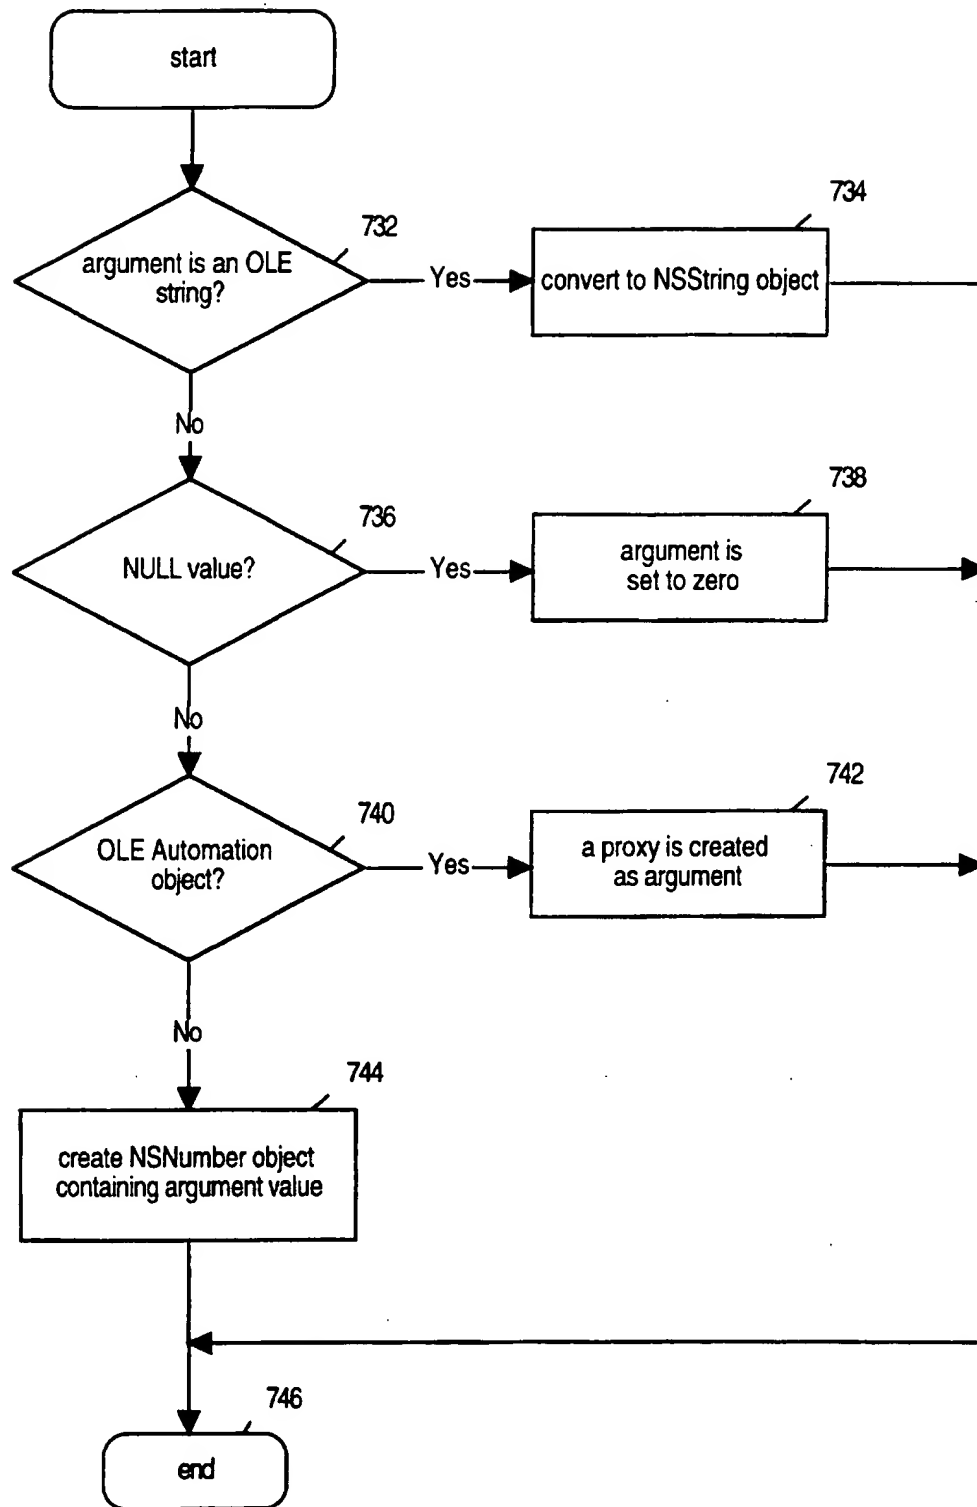 start
732
argument is an OLE
string?
Yes
734
convert to NSString object
No
736
NULL value?
Yes
738
argument is
set to zero
No
740
OLE Automation
object?
Yes
742
a proxy is created
as argument
No
744
create NSNumber object
containing argument value
746
end